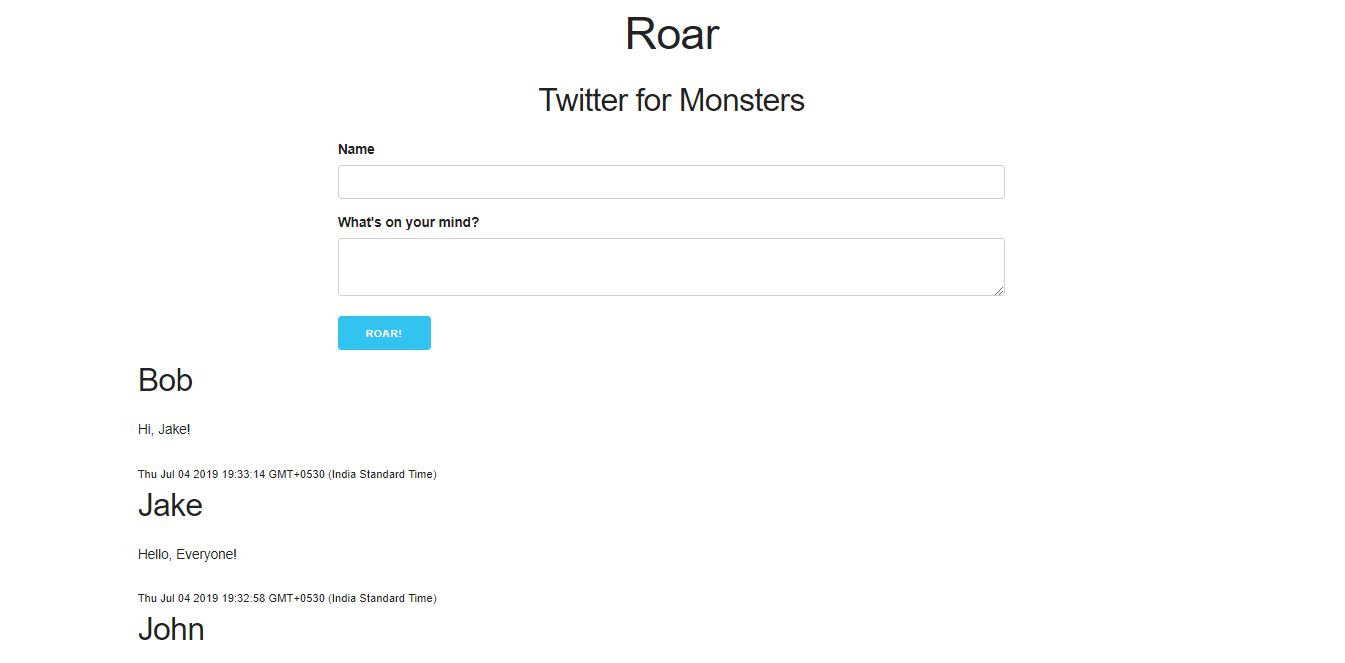 Roar
Twitter for Monsters
Name
What's on your mind?
ROAR!
Bob
Hi, Jake!
Thu Jul 04 2019 19:33:14 GMT+0530 (India Standard Time)
Jake
Hello, Everyone!
Thu Jul 04 2019 19:32:58 GMT+0530 (India Standard Time)
John